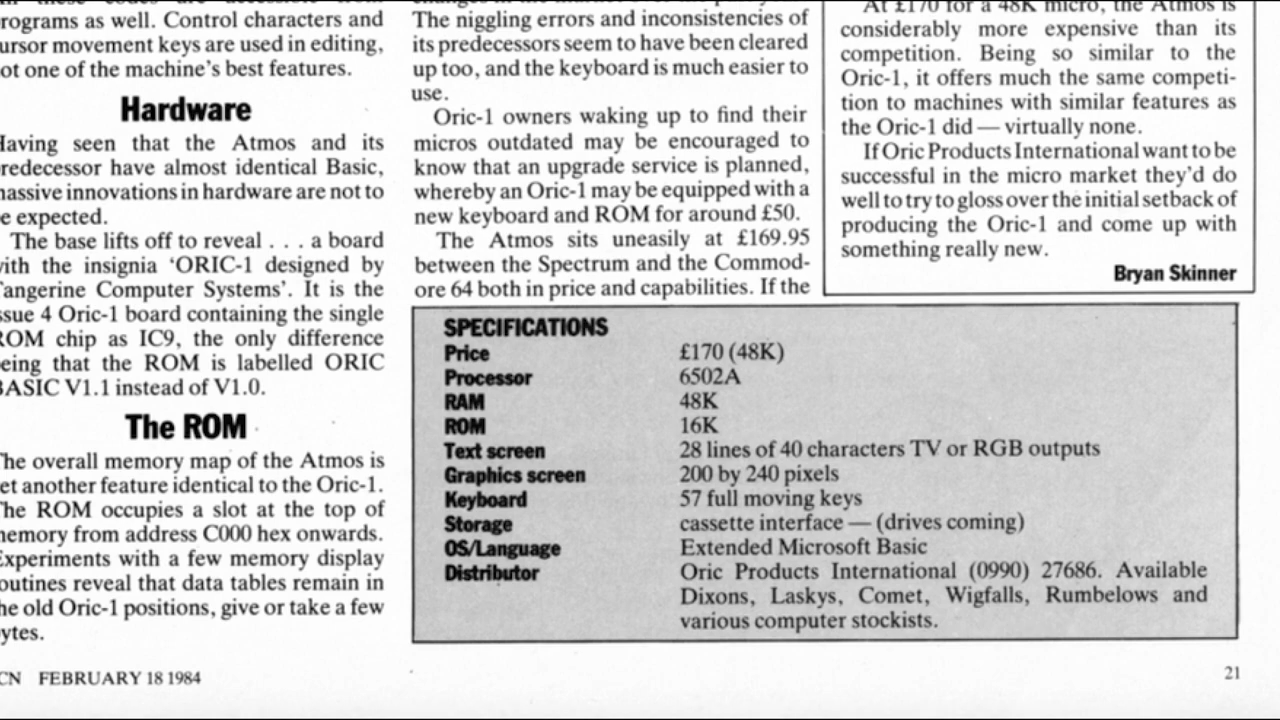 programs as well. Control characters and
ursor movement keys are used in editing,
ot one of the machine's best features.
Hardware
Having seen that the Atmos and its
redecessor have almost identical Basic,
massive innovations in hardware are not to
e expected.
The base lifts off to reveal . . . a board
with the insignia 'ORIC-1 designed by
Tangerine Computer Systems'. It is the
ssue 4 Oric-1 board containing the single
ROM chip as IC9, the only difference
eing that the ROM is labelled ORIC
BASIC V1.1 instead of V1.0.
The ROM
The overall memory map of the Atmos is
et another feature identical to the Oric-1.
The ROM occupies a slot at the top of
memory from address C000 hex onwards.
Experiments with a few memory display
outines reveal that data tables remain in
he old Oric-1 positions, give or take a few
ytes.
The niggling errors and inconsistencies of
its predecessors seem to have been cleared
up too, and the keyboard is much easier to
use.
Oric-1 owners waking up to find their
micros outdated may be encouraged to
know that an upgrade service is planned,
whereby an Oric-1 may be equipped with a
new keyboard and ROM for around £50.
The Atmos sits uneasily at £169.95
between the Spectrum and the Commod-
ore 64 both in price and capabilities. If the
At £170 for a 48K micro, the Atmos is
considerably more expensive than its
competition. Being so similar to the
Oric-1, it offers much the same competi-
tion to machines with similar features as
the Oric-1 did — virtually none.
If Oric Products International want to be
successful in the micro market they'd do
well to try to gloss over the initial setback of
producing the Oric-1 and come up with
something really new.
Bryan Skinner
SPECIFICATIONS
Price £170 (48K)
Processor 6502A
RAM 48K
ROM 16K
Text screen 28 lines of 40 characters TV or RGB outputs
Graphics screen 200 by 240 pixels
Keyboard 57 full moving keys
Storage cassette interface — (drives coming)
OS/Language Extended Microsoft Basic
Distributor Oric Products International (0990) 27686. Available
Dixons, Laskys, Comet, Wigfalls, Rumbelows and
various computer stockists.
CN FEBRUARY 18 1984
21